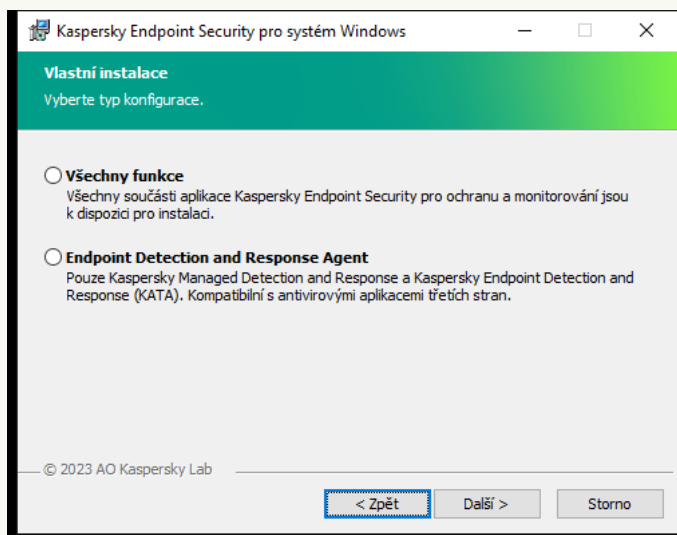 Kaspersky Endpoint Security pro systém Windows
Vlastní instalace
Vyberte typ konfigurace.
Všechny funkce
Všechny součásti aplikace Kaspersky Endpoint Security pro ochranu a monitorování jsou
k dispozici pro instalaci.
Endpoint Detection and Response Agent
Pouze Kaspersky Managed Detection and Response a Kaspersky Endpoint Detection and
Response (KATA). Kompatibilní s antivirovými aplikacemi třetích stran.
© 2023 AO Kaspersky Lab
< Zpět Další > Storno